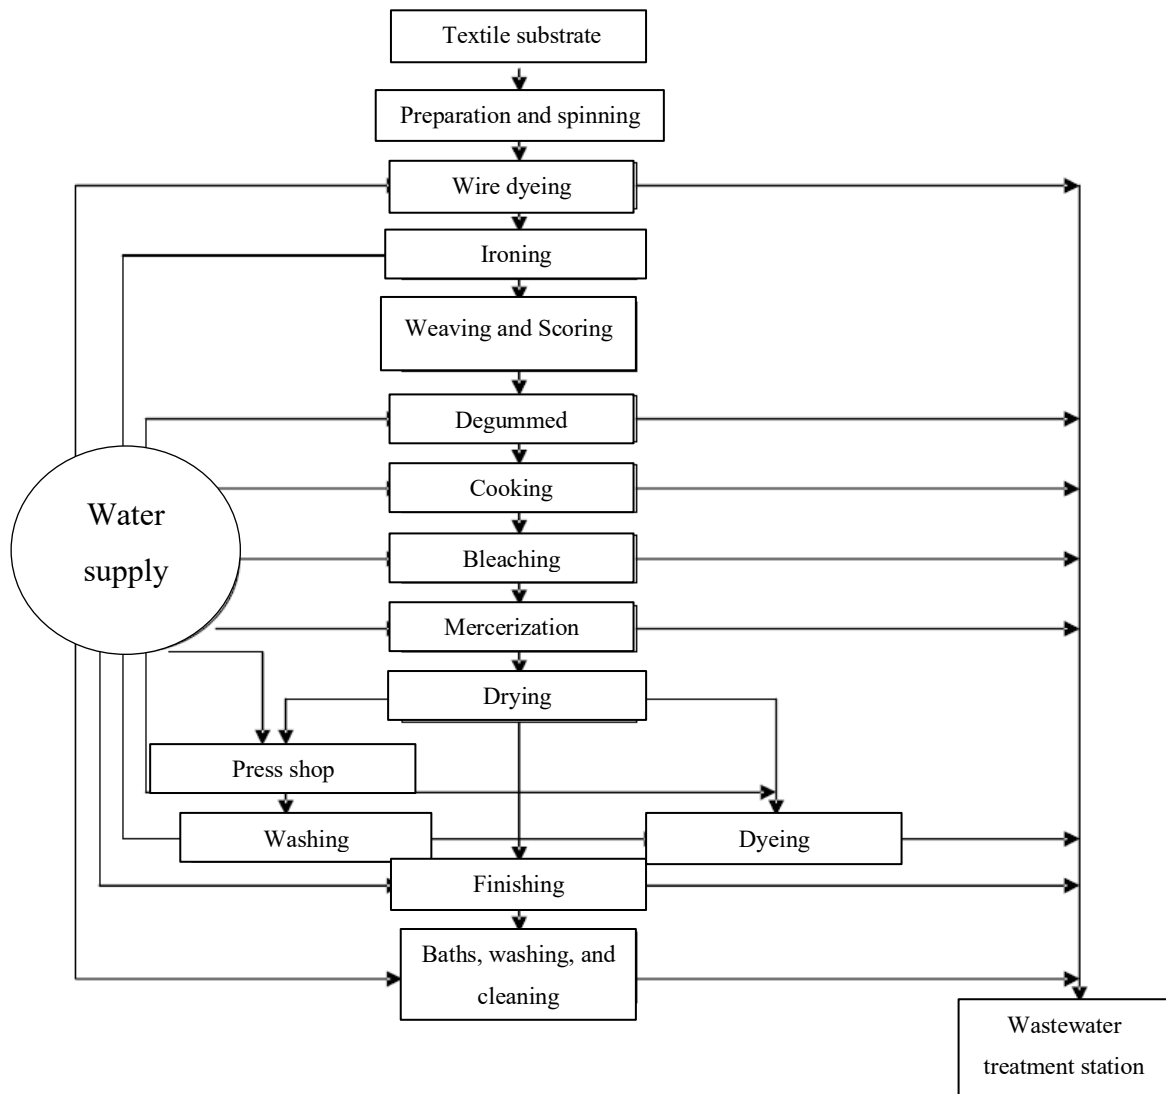 Textile substrate
Preparation and spinning
Wire dyeing
Ironing
Weaving and Scoring
Degummed
Cooking
Water
supply
Bleaching
Mercerization
Drying
Press shop
Washing
Dyeing
Finishing
Baths, washing, and
cleaning
Wastewater
treatment station